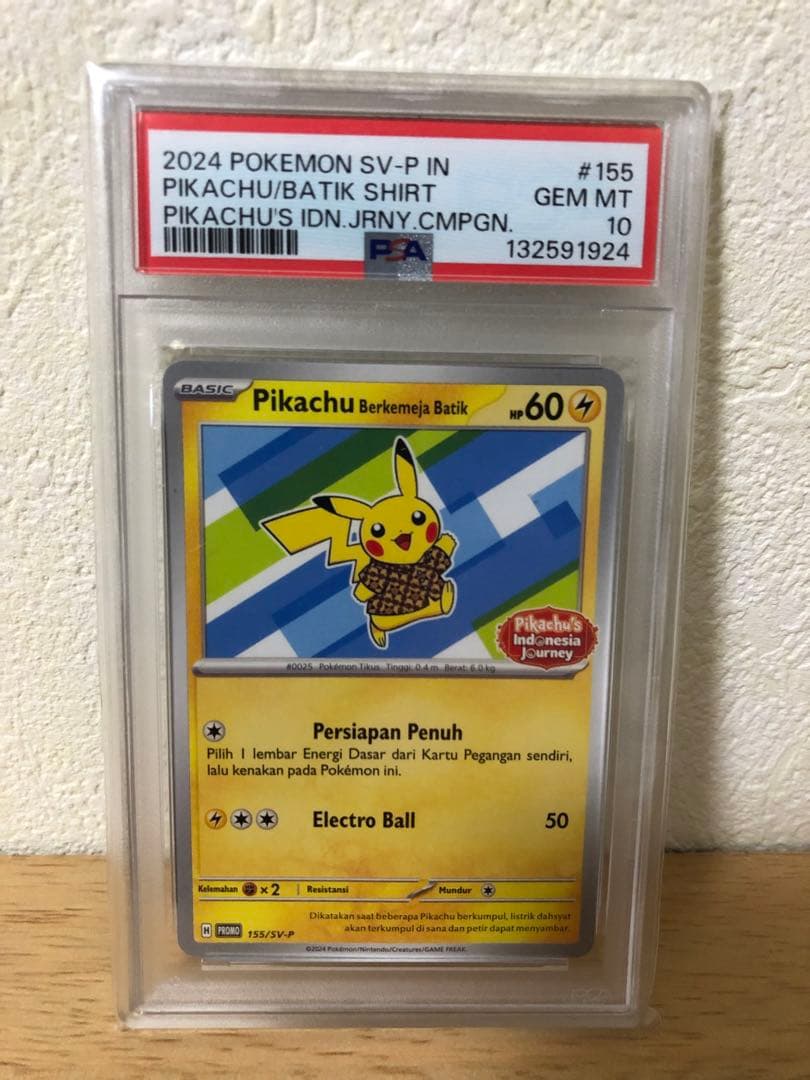 2024 POKEMON SV-P IN #155
PIKACHU/BATIK SHIRT GEM MT
PIKACHU'S IDN.JRNY.CMPGN. 10
PSA 132591924
BASIC Pikachu Berkemeja Batik HP 60
Pikachu's
Indonesia
Journey
#0025 Pokémon Tikus Tinggi: 0.4 m Berat: 6.0 kg
Persiapan Penuh
Pilih 1 lembar Energi Dasar dari Kartu Pegangan sendiri,
lalu kenakan pada Pokémon ini.
Electro Ball 50
Kelemahan ×2 Resistansi Mundur
Dikatakan saat beberapa Pikachu berkumpul, listrik dahsyat
akan terkumpul di sana dan petir dapat menyambar.
H PROMO 155/SV-P
©2024 Pokémon/Nintendo/Creatures/GAME FREAK.